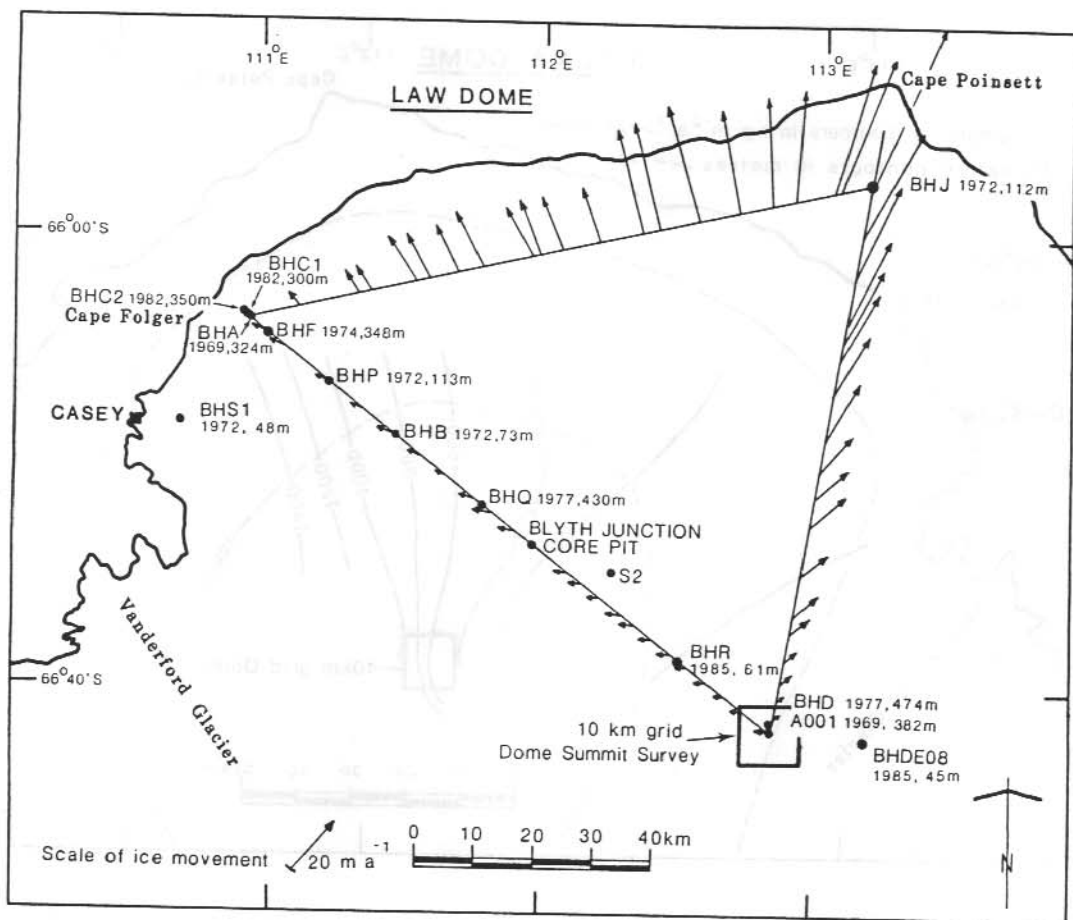 111°E
112°E
113°E
LAW DOME
Cape Poinsett
BHJ 1972,112m
66°00'S
BHC1
1982,300m
BHC2 1982,350m
Cape Folger
BHA
1969,324m
BHF 1974,348m
BHP 1972,113m
CASEY
BHS1
1972, 48m
BHB 1972,73m
BHQ 1977,430m
BLYTH JUNCTION
CORE PIT
S2
Vanderford Glacier
66°40'S
BHR
1985, 61m
BHD 1977,474m
A001 1969, 382m
10 km grid
Dome Summit Survey
BHDE08
1985, 45m
0 10 20 30 40km
Scale of ice movement 20 m a-1
N